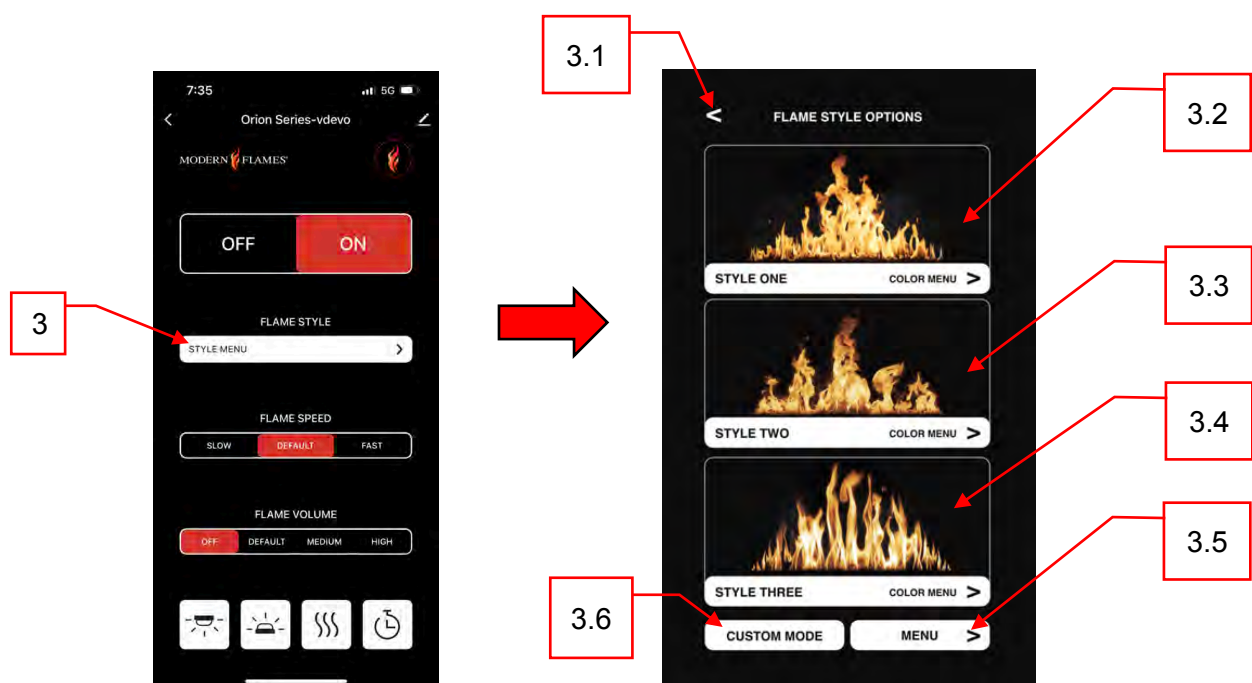 7:35
5G
<
Orion Series-vdevo
MODERN FLAMES®
OFF
ON
FLAME STYLE
STYLE MENU
>
FLAME SPEED
SLOW
DEFAULT
FAST
FLAME VOLUME
OFF
DEFAULT
MEDIUM
HIGH
3
3.1
<
FLAME STYLE OPTIONS
3.2
STYLE ONE
COLOR MENU >
3.3
STYLE TWO
COLOR MENU >
3.4
STYLE THREE
COLOR MENU >
3.5
3.6
CUSTOM MODE
MENU >